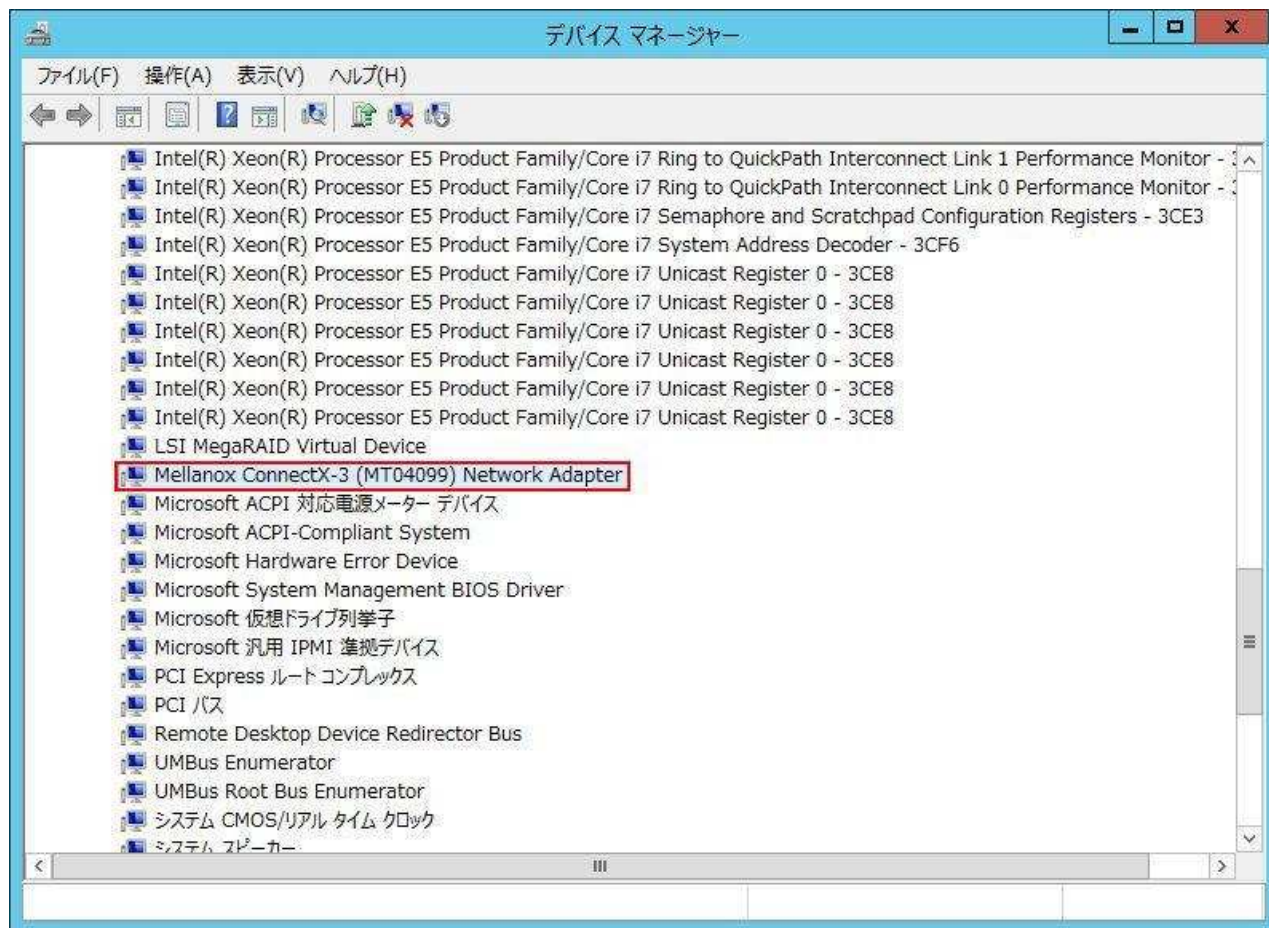 デバイス マネージャー
ファイル(F) 操作(A) 表示(V) ヘルプ(H)
Intel(R) Xeon(R) Processor E5 Product Family/Core i7 Ring to QuickPath Interconnect Link 1 Performance Monitor -
Intel(R) Xeon(R) Processor E5 Product Family/Core i7 Ring to QuickPath Interconnect Link 0 Performance Monitor -
Intel(R) Xeon(R) Processor E5 Product Family/Core i7 Semaphore and Scratchpad Configuration Registers - 3CE3
Intel(R) Xeon(R) Processor E5 Product Family/Core i7 System Address Decoder - 3CF6
Intel(R) Xeon(R) Processor E5 Product Family/Core i7 Unicast Register 0 - 3CE8
Intel(R) Xeon(R) Processor E5 Product Family/Core i7 Unicast Register 0 - 3CE8
Intel(R) Xeon(R) Processor E5 Product Family/Core i7 Unicast Register 0 - 3CE8
Intel(R) Xeon(R) Processor E5 Product Family/Core i7 Unicast Register 0 - 3CE8
Intel(R) Xeon(R) Processor E5 Product Family/Core i7 Unicast Register 0 - 3CE8
Intel(R) Xeon(R) Processor E5 Product Family/Core i7 Unicast Register 0 - 3CE8
LSI MegaRAID Virtual Device
Mellanox ConnectX-3 (MT04099) Network Adapter
Microsoft ACPI 対応電源メーター デバイス
Microsoft ACPI-Compliant System
Microsoft Hardware Error Device
Microsoft System Management BIOS Driver
Microsoft 仮想ドライブ列挙子
Microsoft 汎用 IPMI 準拠デバイス
PCI Express ルート コンプレックス
PCI バス
Remote Desktop Device Redirector Bus
UMBus Enumerator
UMBus Root Bus Enumerator
システム CMOS/リアル タイム クロック
システム スピーカー